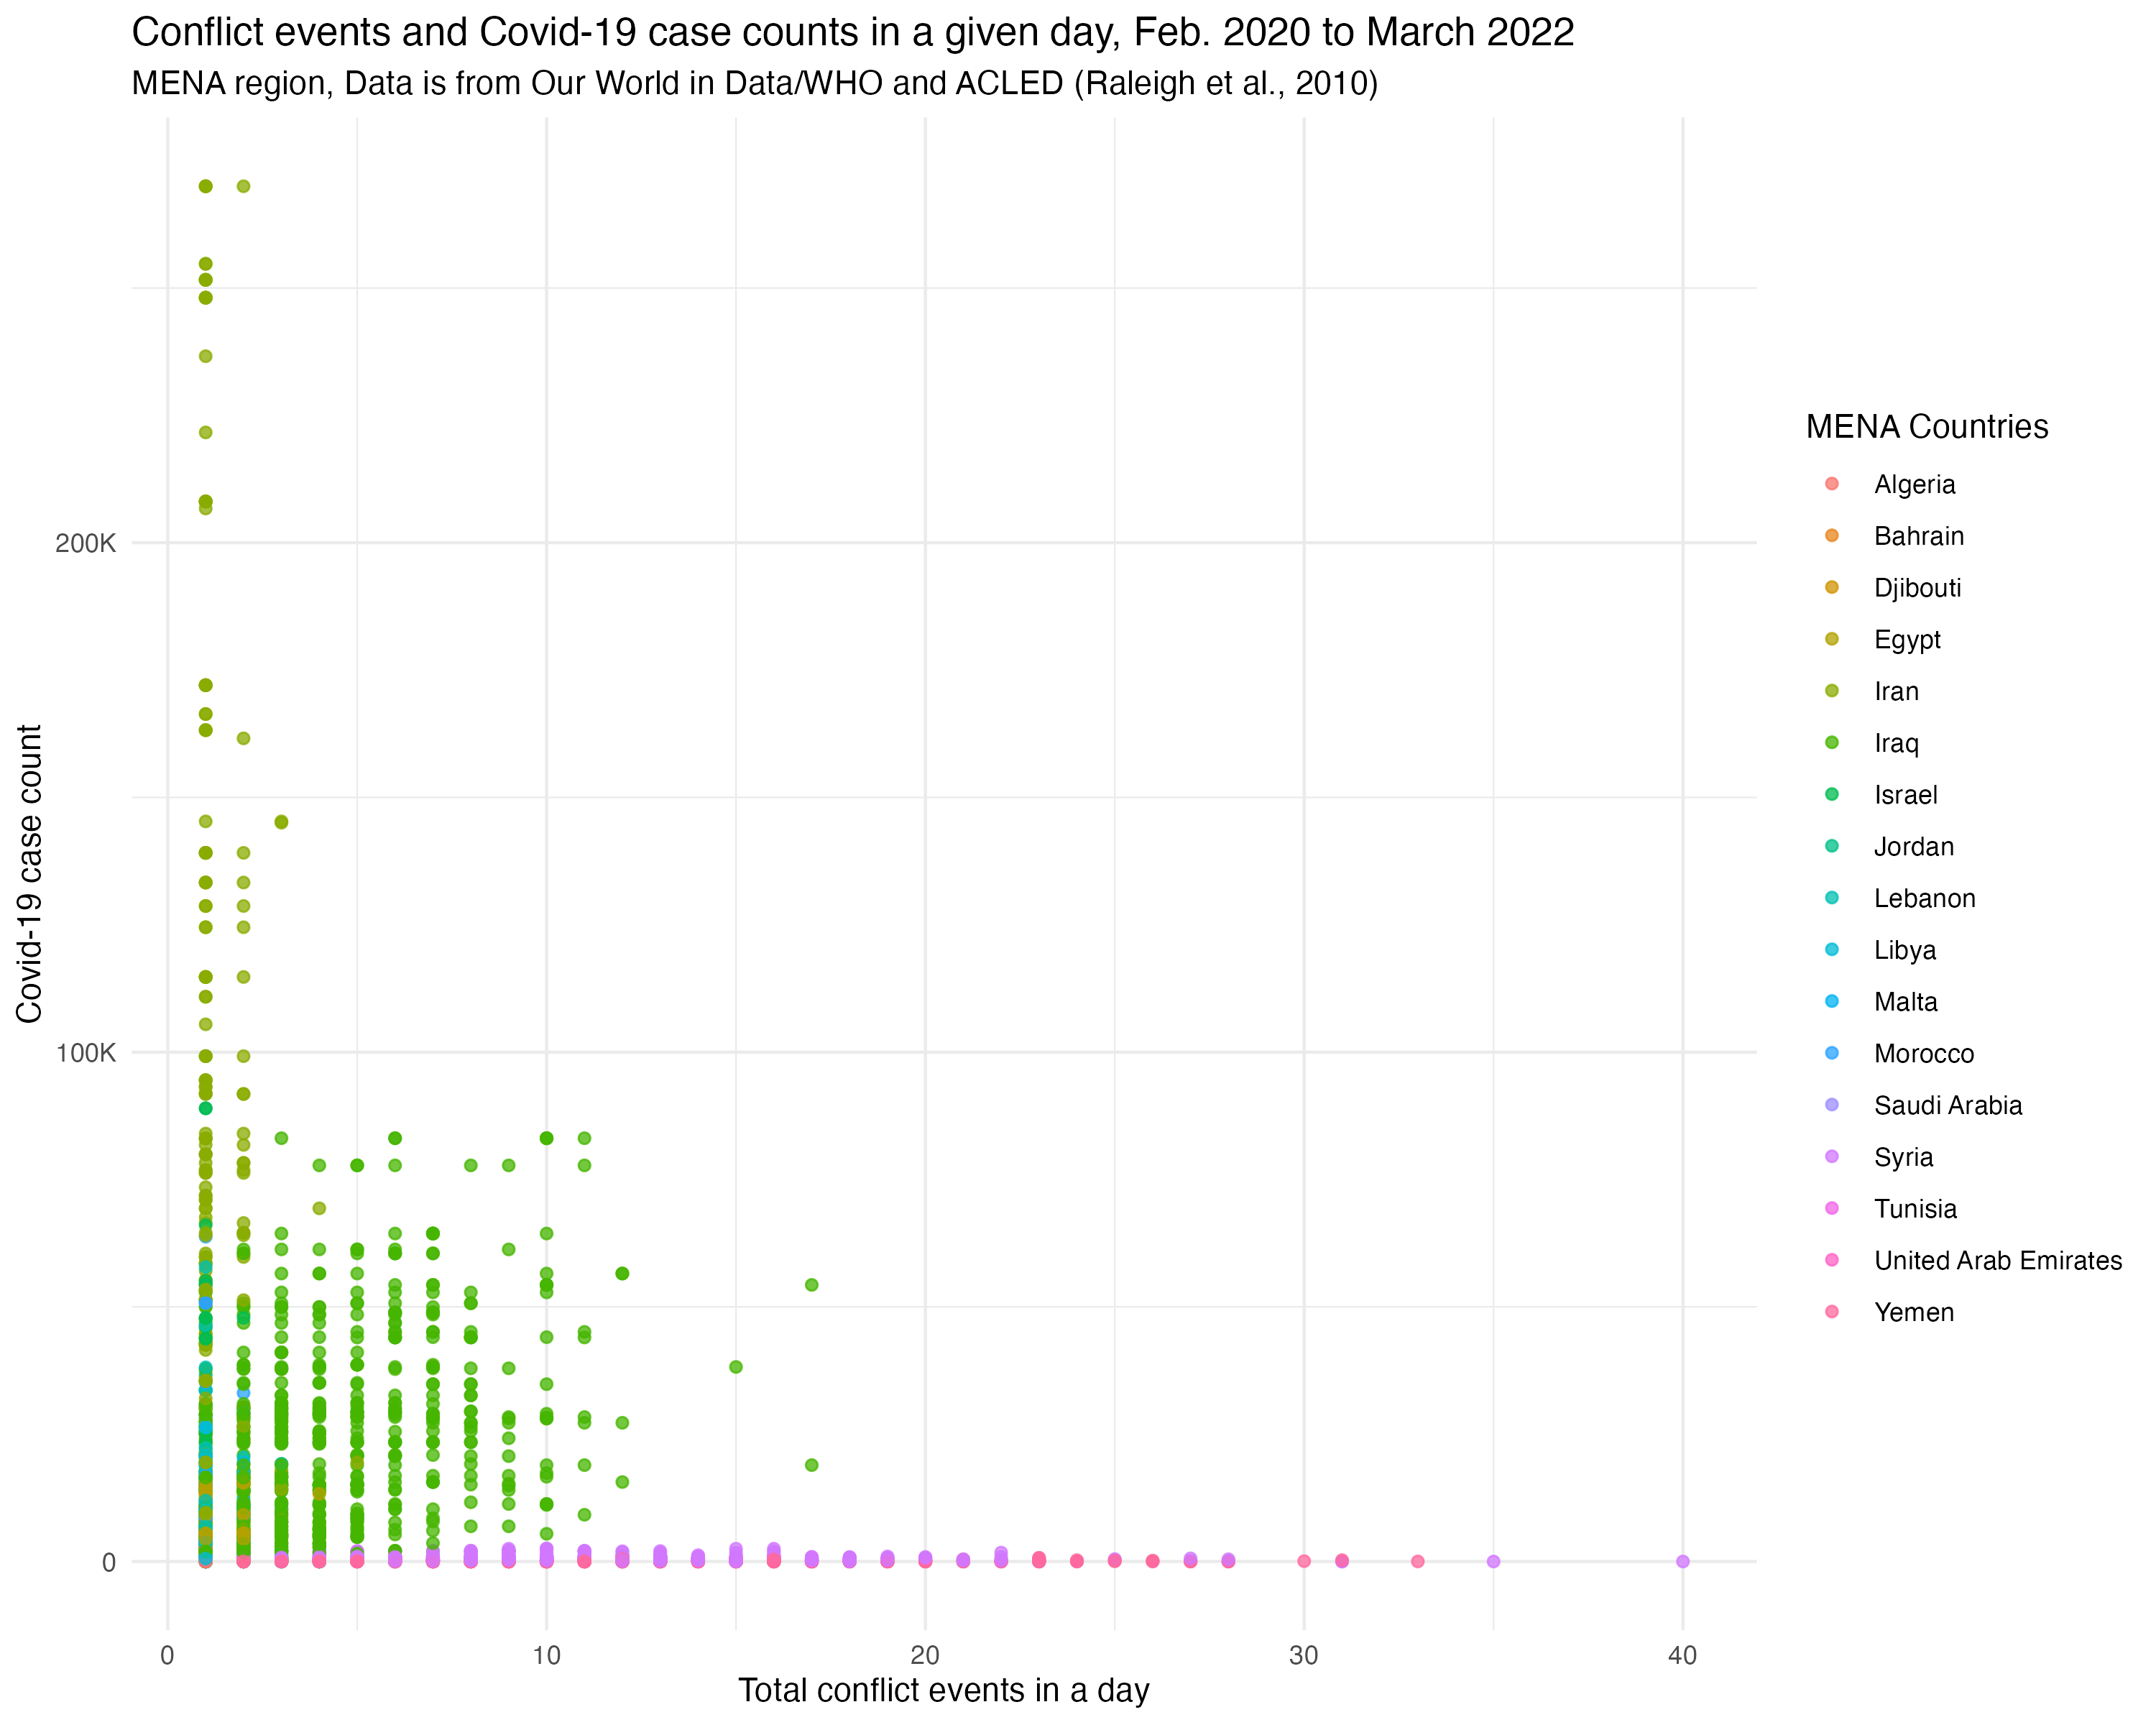 Conflict events and Covid-19 case counts in a given day, Feb. 2020 to March 2022
MENA region, Data is from Our World in Data/WHO and ACLED (Raleigh et al., 2010)
200K
100K
0
Covid-19 case count
0 10 20 30 40
Total conflict events in a day
MENA Countries
Algeria
Bahrain
Djibouti
Egypt
Iran
Iraq
Israel
Jordan
Lebanon
Libya
Malta
Morocco
Saudi Arabia
Syria
Tunisia
United Arab Emirates
Yemen